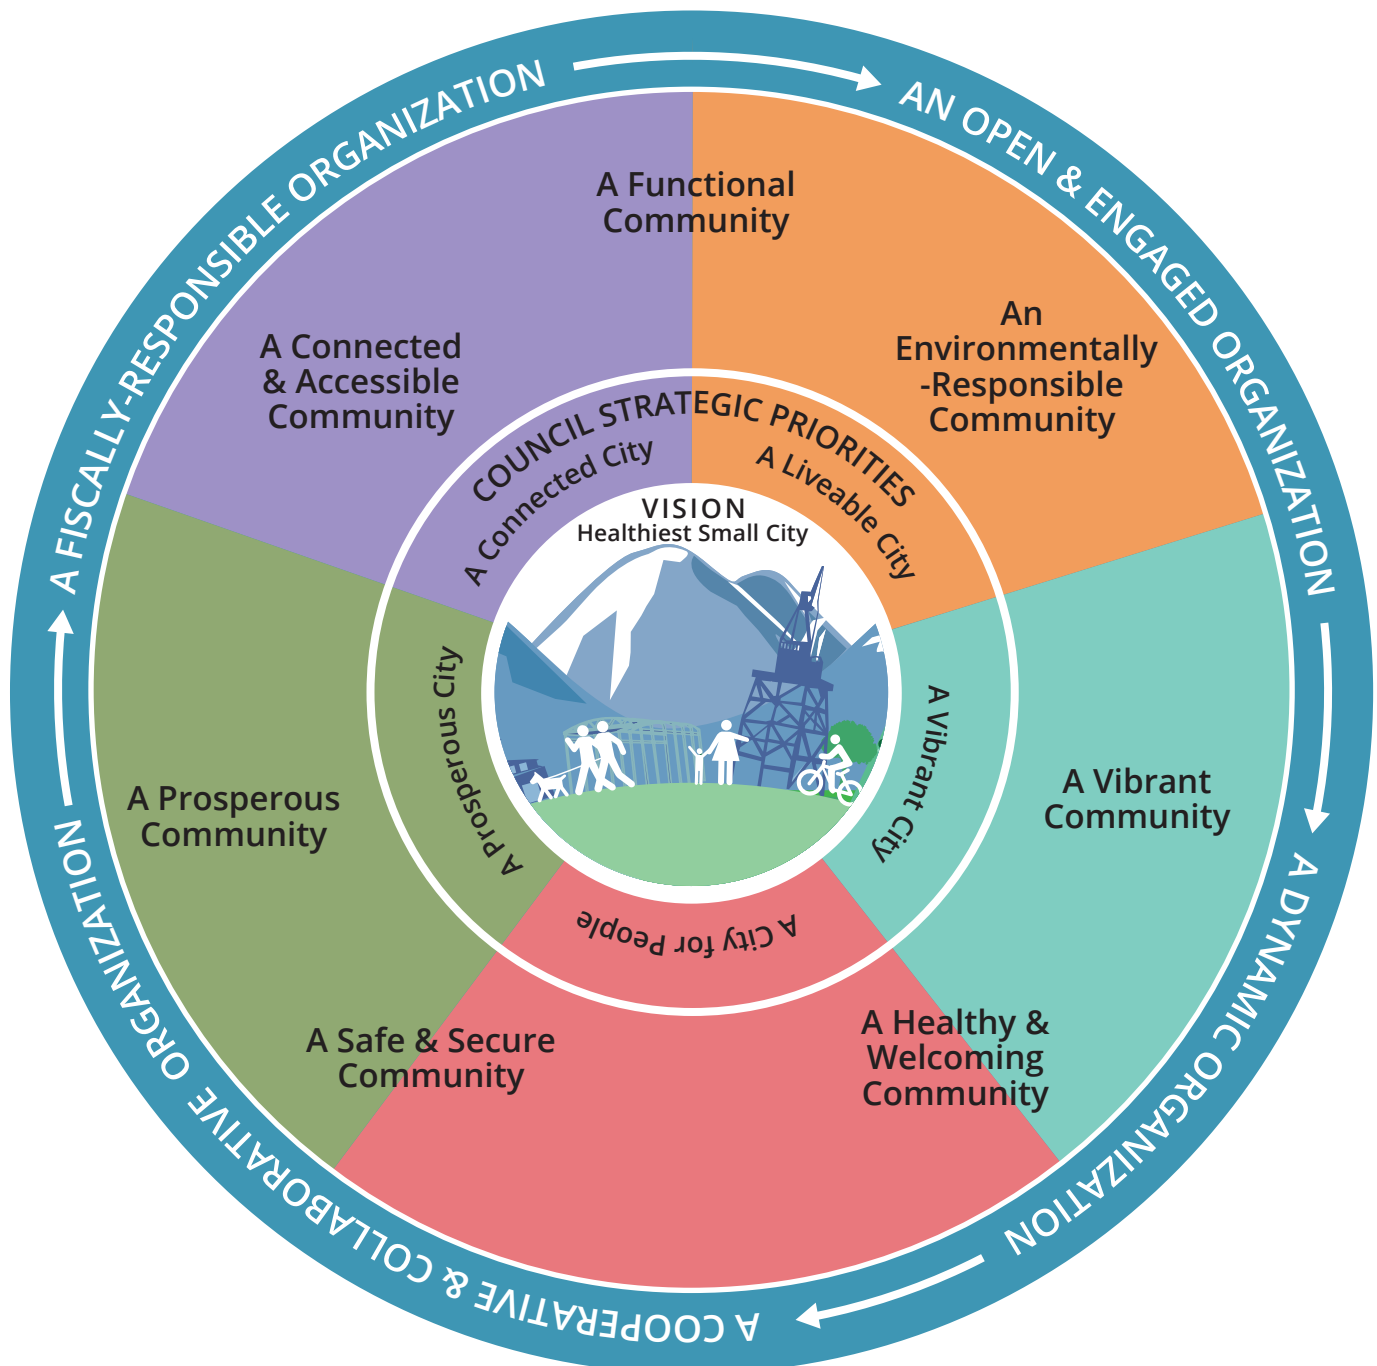 A FISCALLY-RESPONSIBLE ORGANIZATION
AN OPEN & ENGAGED ORGANIZATION
A DYNAMIC ORGANIZATION
A COOPERATIVE & COLLABORATIVE ORGANIZATION
A Functional
Community
An
Environmentally
-Responsible
Community
A Connected
& Accessible
Community
A Vibrant
Community
A Prosperous
Community
A Healthy &
Welcoming
Community
A Safe & Secure
Community
COUNCIL STRATEGIC PRIORITIES
A Connected City
A Liveable City
A Vibrant City
A City for People
A Prosperous City
VISION
Healthiest Small City